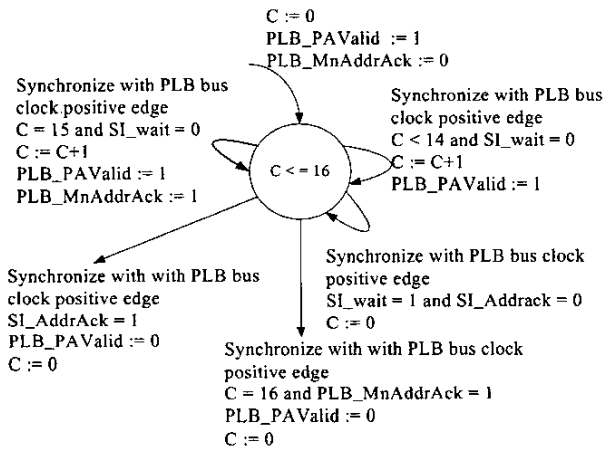 C := 0
PLB_PAValid := 1
PLB_MnAddrAck := 0
Synchronize with PLB bus
clock positive edge
C = 15 and SI_wait = 0
C := C+1
PLB_PAValid := 1
PLB_MnAddrAck := 1
Synchronize with PLB bus
clock positive edge
C < 14 and SI_wait = 0
C := C+1
PLB_PAValid := 1
C < = 16
Synchronize with PLB bus clock
positive edge
SI_wait = 1 and SI_Addrack = 0
C := 0
Synchronize with with PLB bus
clock positive edge
SI_AddrAck = 1
PLB_PAValid := 0
C := 0
Synchronize with with PLB bus clock
positive edge
C = 16 and PLB_MnAddrAck = 1
PLB_PAValid := 0
C := 0